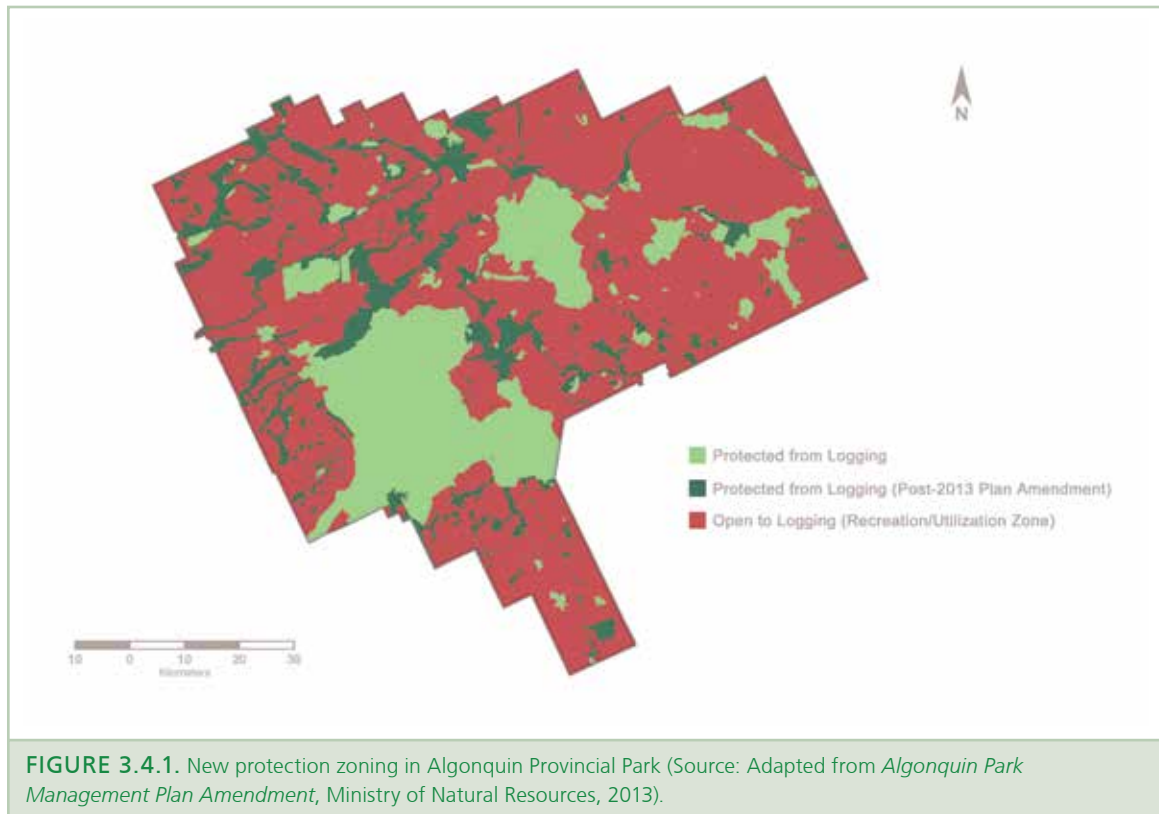 N
Protected from Logging
Protected from Logging (Post-2013 Plan Amendment)
Open to Logging (Recreation/Utilization Zone)
10 0 10 20 30
Kilometers
FIGURE 3.4.1. New protection zoning in Algonquin Provincial Park (Source: Adapted from Algonquin Park
Management Plan Amendment, Ministry of Natural Resources, 2013).